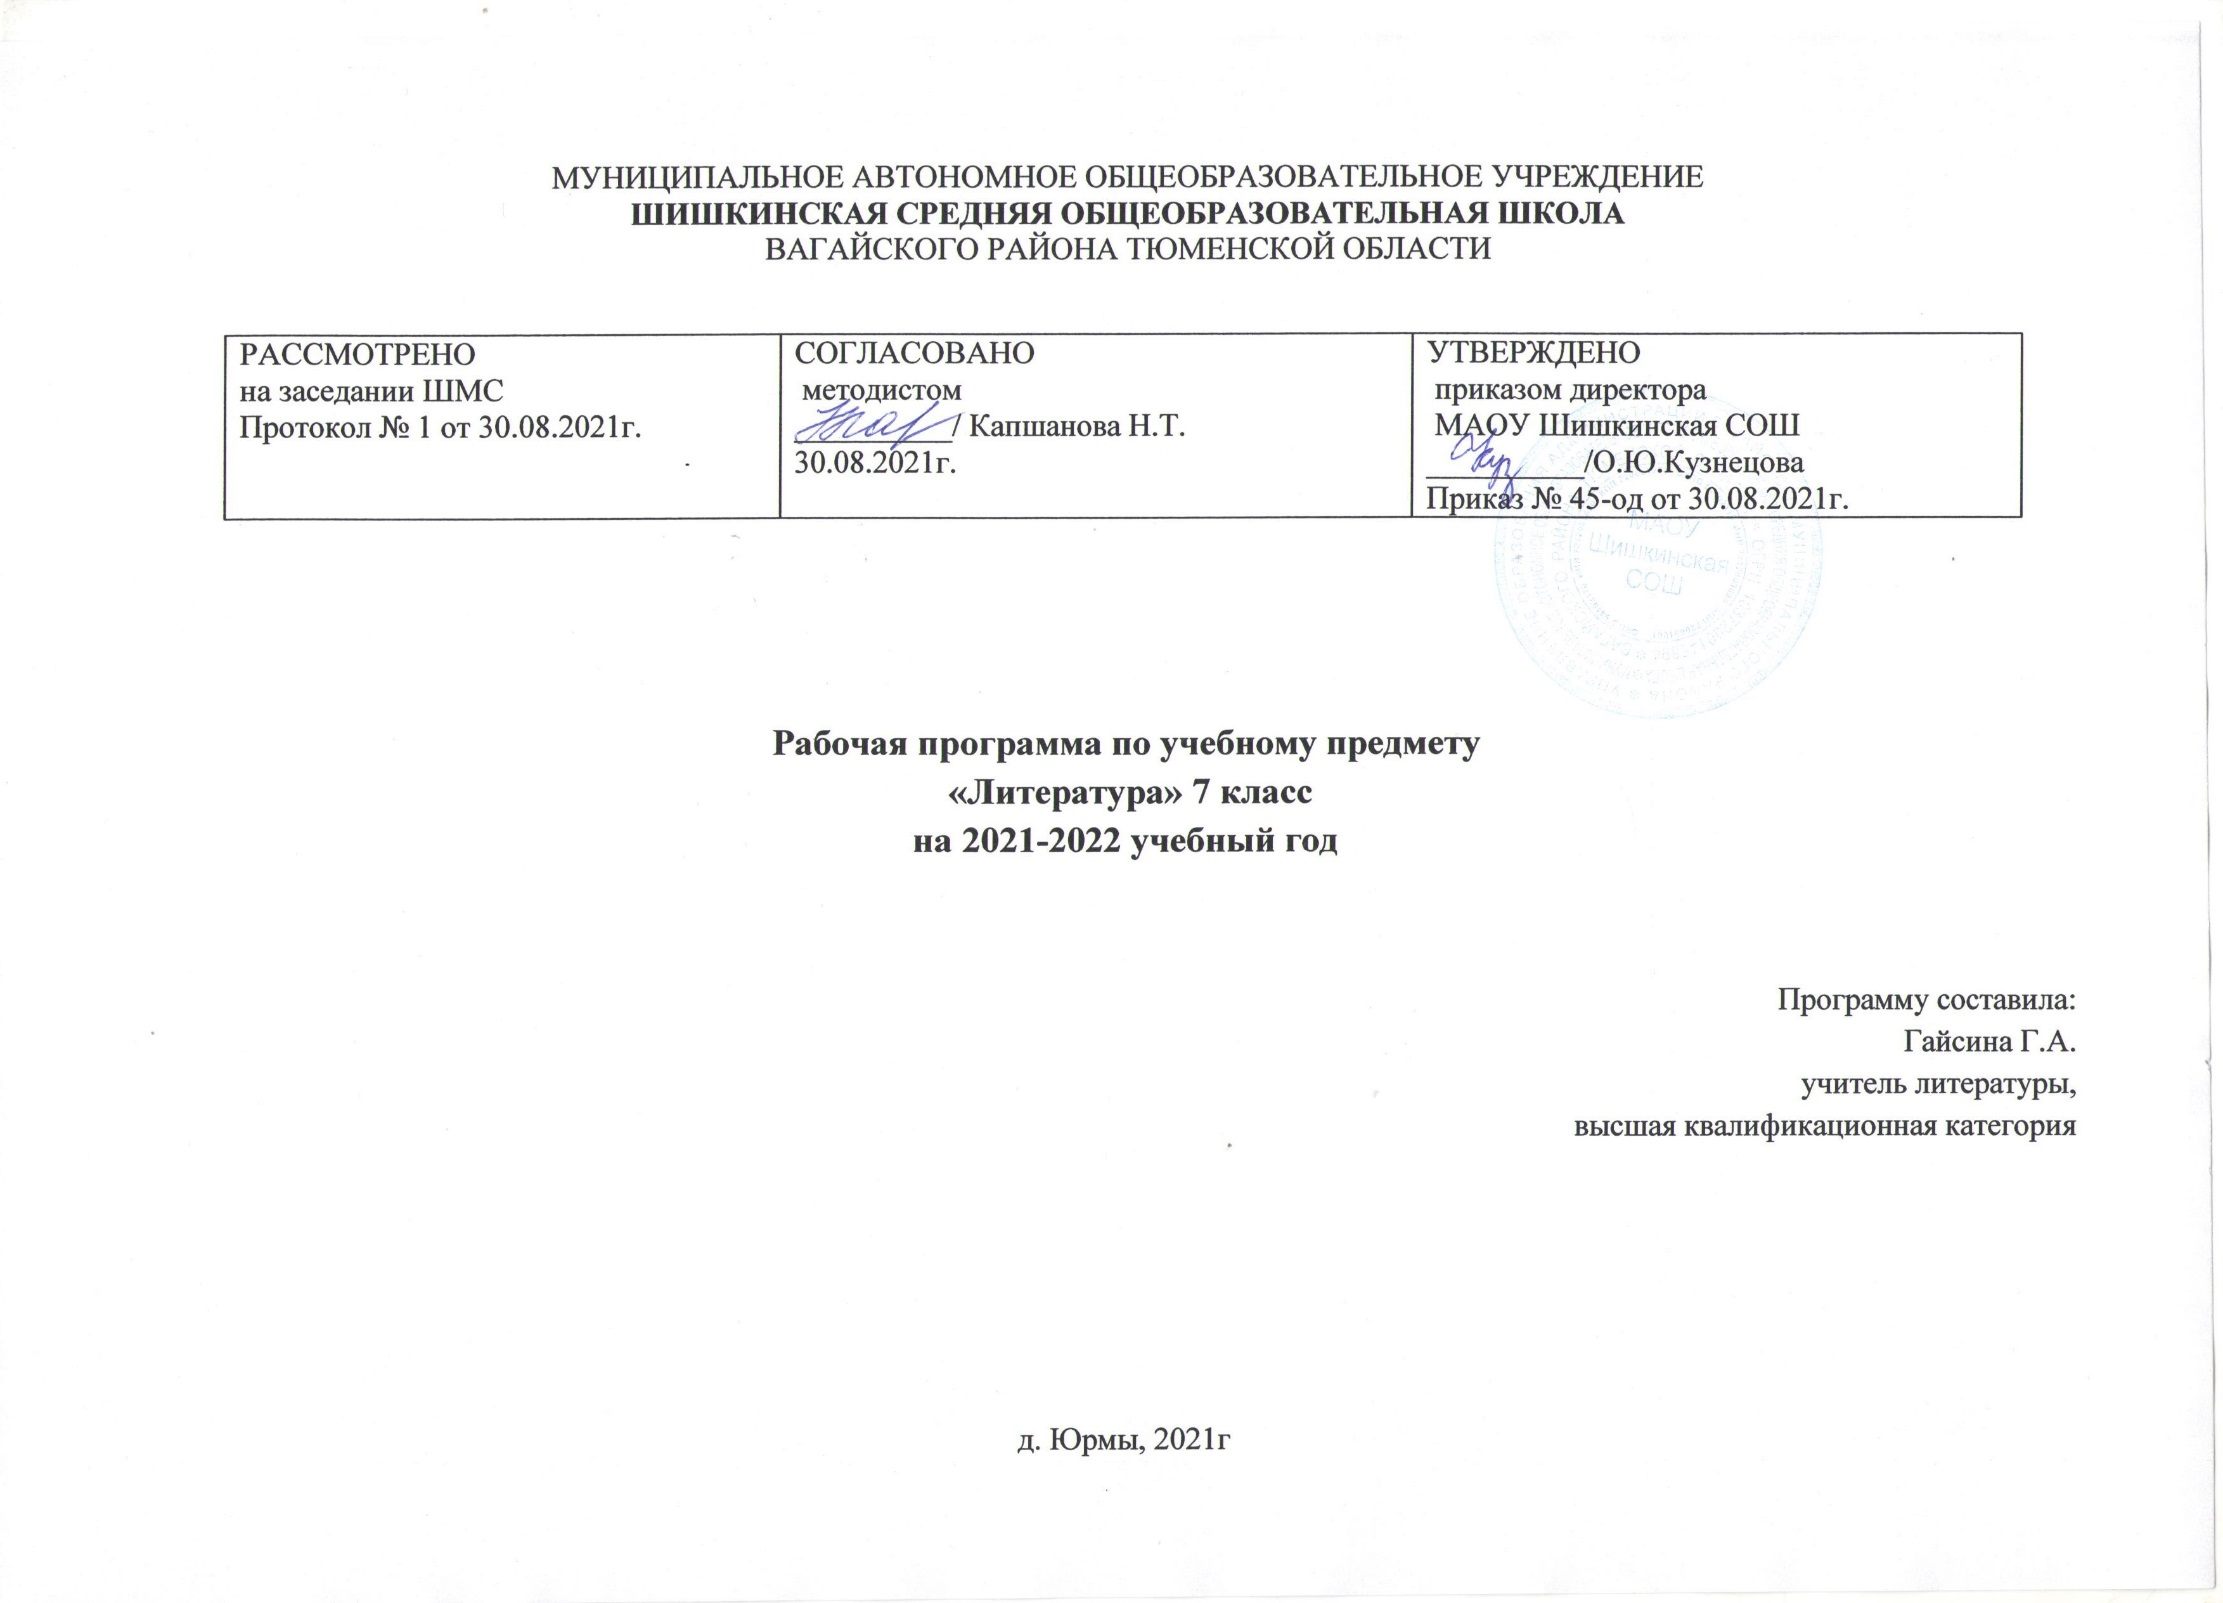 МУНИЦИПАЛЬНОЕ АВТОНОМНОЕ ОБЩЕОБРАЗОВАТЕЛЬНОЕ УЧРЕЖДЕНИЕ
ШИШКИНСКАЯ СРЕДНЯЯ ОБЩЕОБРАЗОВАТЕЛЬНАЯ ШКОЛА
ВАГАЙСКОГО РАЙОНА ТЮМЕНСКОЙ ОБЛАСТИ
РАССМОТРЕНО
на заседании ШМС
Протокол № 1 от 30.08.2021г.
СОГЛАСОВАНО
методистом
__________/ Капшанова Н.Т.
30.08.2021г.
УТВЕРЖДЕНО
приказом директора
МАОУ Шишкинская СОШ
__________/О.Ю.Кузнецова
Приказ № 45-од от 30.08.2021г.
МАОУ
Шишкинская
СОШ
Рабочая программа по учебному предмету
«Литература» 7 класс
на 2021-2022 учебный год
Программу составила:
Гайсина Г.А.
учитель литературы,
высшая квалификационная категория
д. Юрмы, 2021г